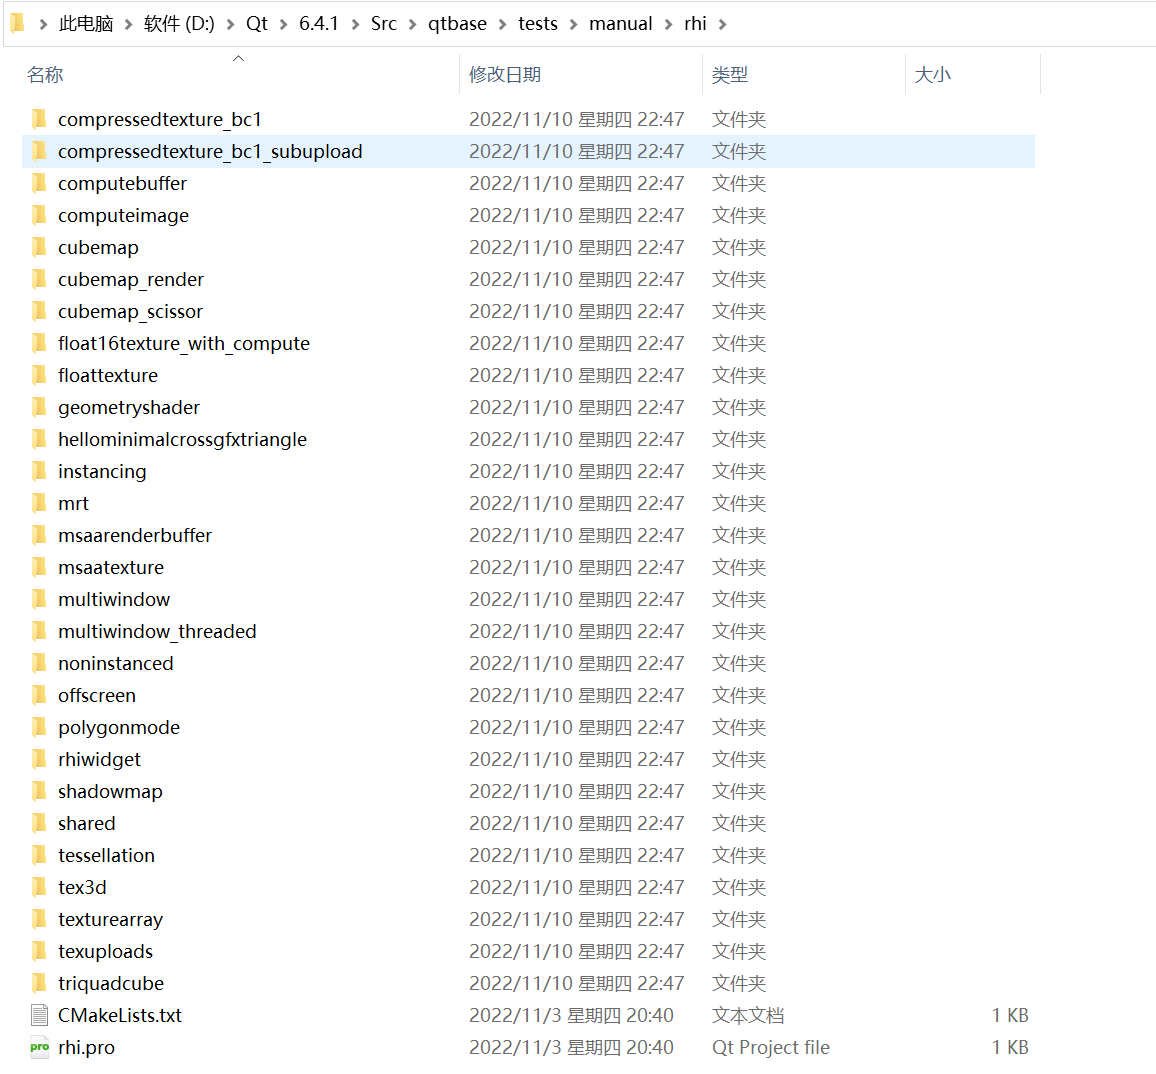 此电脑 > 软件 (D:) > Qt > 6.4.1 > Src > qtbase > tests > manual > rhi >
名称 修改日期 类型 大小
compressedtexture_bc1 2022/11/10 星期四 22:47 文件夹
compressedtexture_bc1_subupload 2022/11/10 星期四 22:47 文件夹
computebuffer 2022/11/10 星期四 22:47 文件夹
computeimage 2022/11/10 星期四 22:47 文件夹
cubemap 2022/11/10 星期四 22:47 文件夹
cubemap_render 2022/11/10 星期四 22:47 文件夹
cubemap_scissor 2022/11/10 星期四 22:47 文件夹
float16texture_with_compute 2022/11/10 星期四 22:47 文件夹
floattexture 2022/11/10 星期四 22:47 文件夹
geometryshader 2022/11/10 星期四 22:47 文件夹
hellominimalcrossgfxtriangle 2022/11/10 星期四 22:47 文件夹
instancing 2022/11/10 星期四 22:47 文件夹
mrt 2022/11/10 星期四 22:47 文件夹
msaarenderbuffer 2022/11/10 星期四 22:47 文件夹
msaatexture 2022/11/10 星期四 22:47 文件夹
multiwindow 2022/11/10 星期四 22:47 文件夹
multiwindow_threaded 2022/11/10 星期四 22:47 文件夹
noninstanced 2022/11/10 星期四 22:47 文件夹
offscreen 2022/11/10 星期四 22:47 文件夹
polygonmode 2022/11/10 星期四 22:47 文件夹
rhiwidget 2022/11/10 星期四 22:47 文件夹
shadowmap 2022/11/10 星期四 22:47 文件夹
shared 2022/11/10 星期四 22:47 文件夹
tessellation 2022/11/10 星期四 22:47 文件夹
tex3d 2022/11/10 星期四 22:47 文件夹
texturearray 2022/11/10 星期四 22:47 文件夹
texuploads 2022/11/10 星期四 22:47 文件夹
triquadcube 2022/11/10 星期四 22:47 文件夹
CMakeLists.txt 2022/11/3 星期四 20:40 文本文档 1 KB
pro rhi.pro 2022/11/3 星期四 20:40 Qt Project file 1 KB